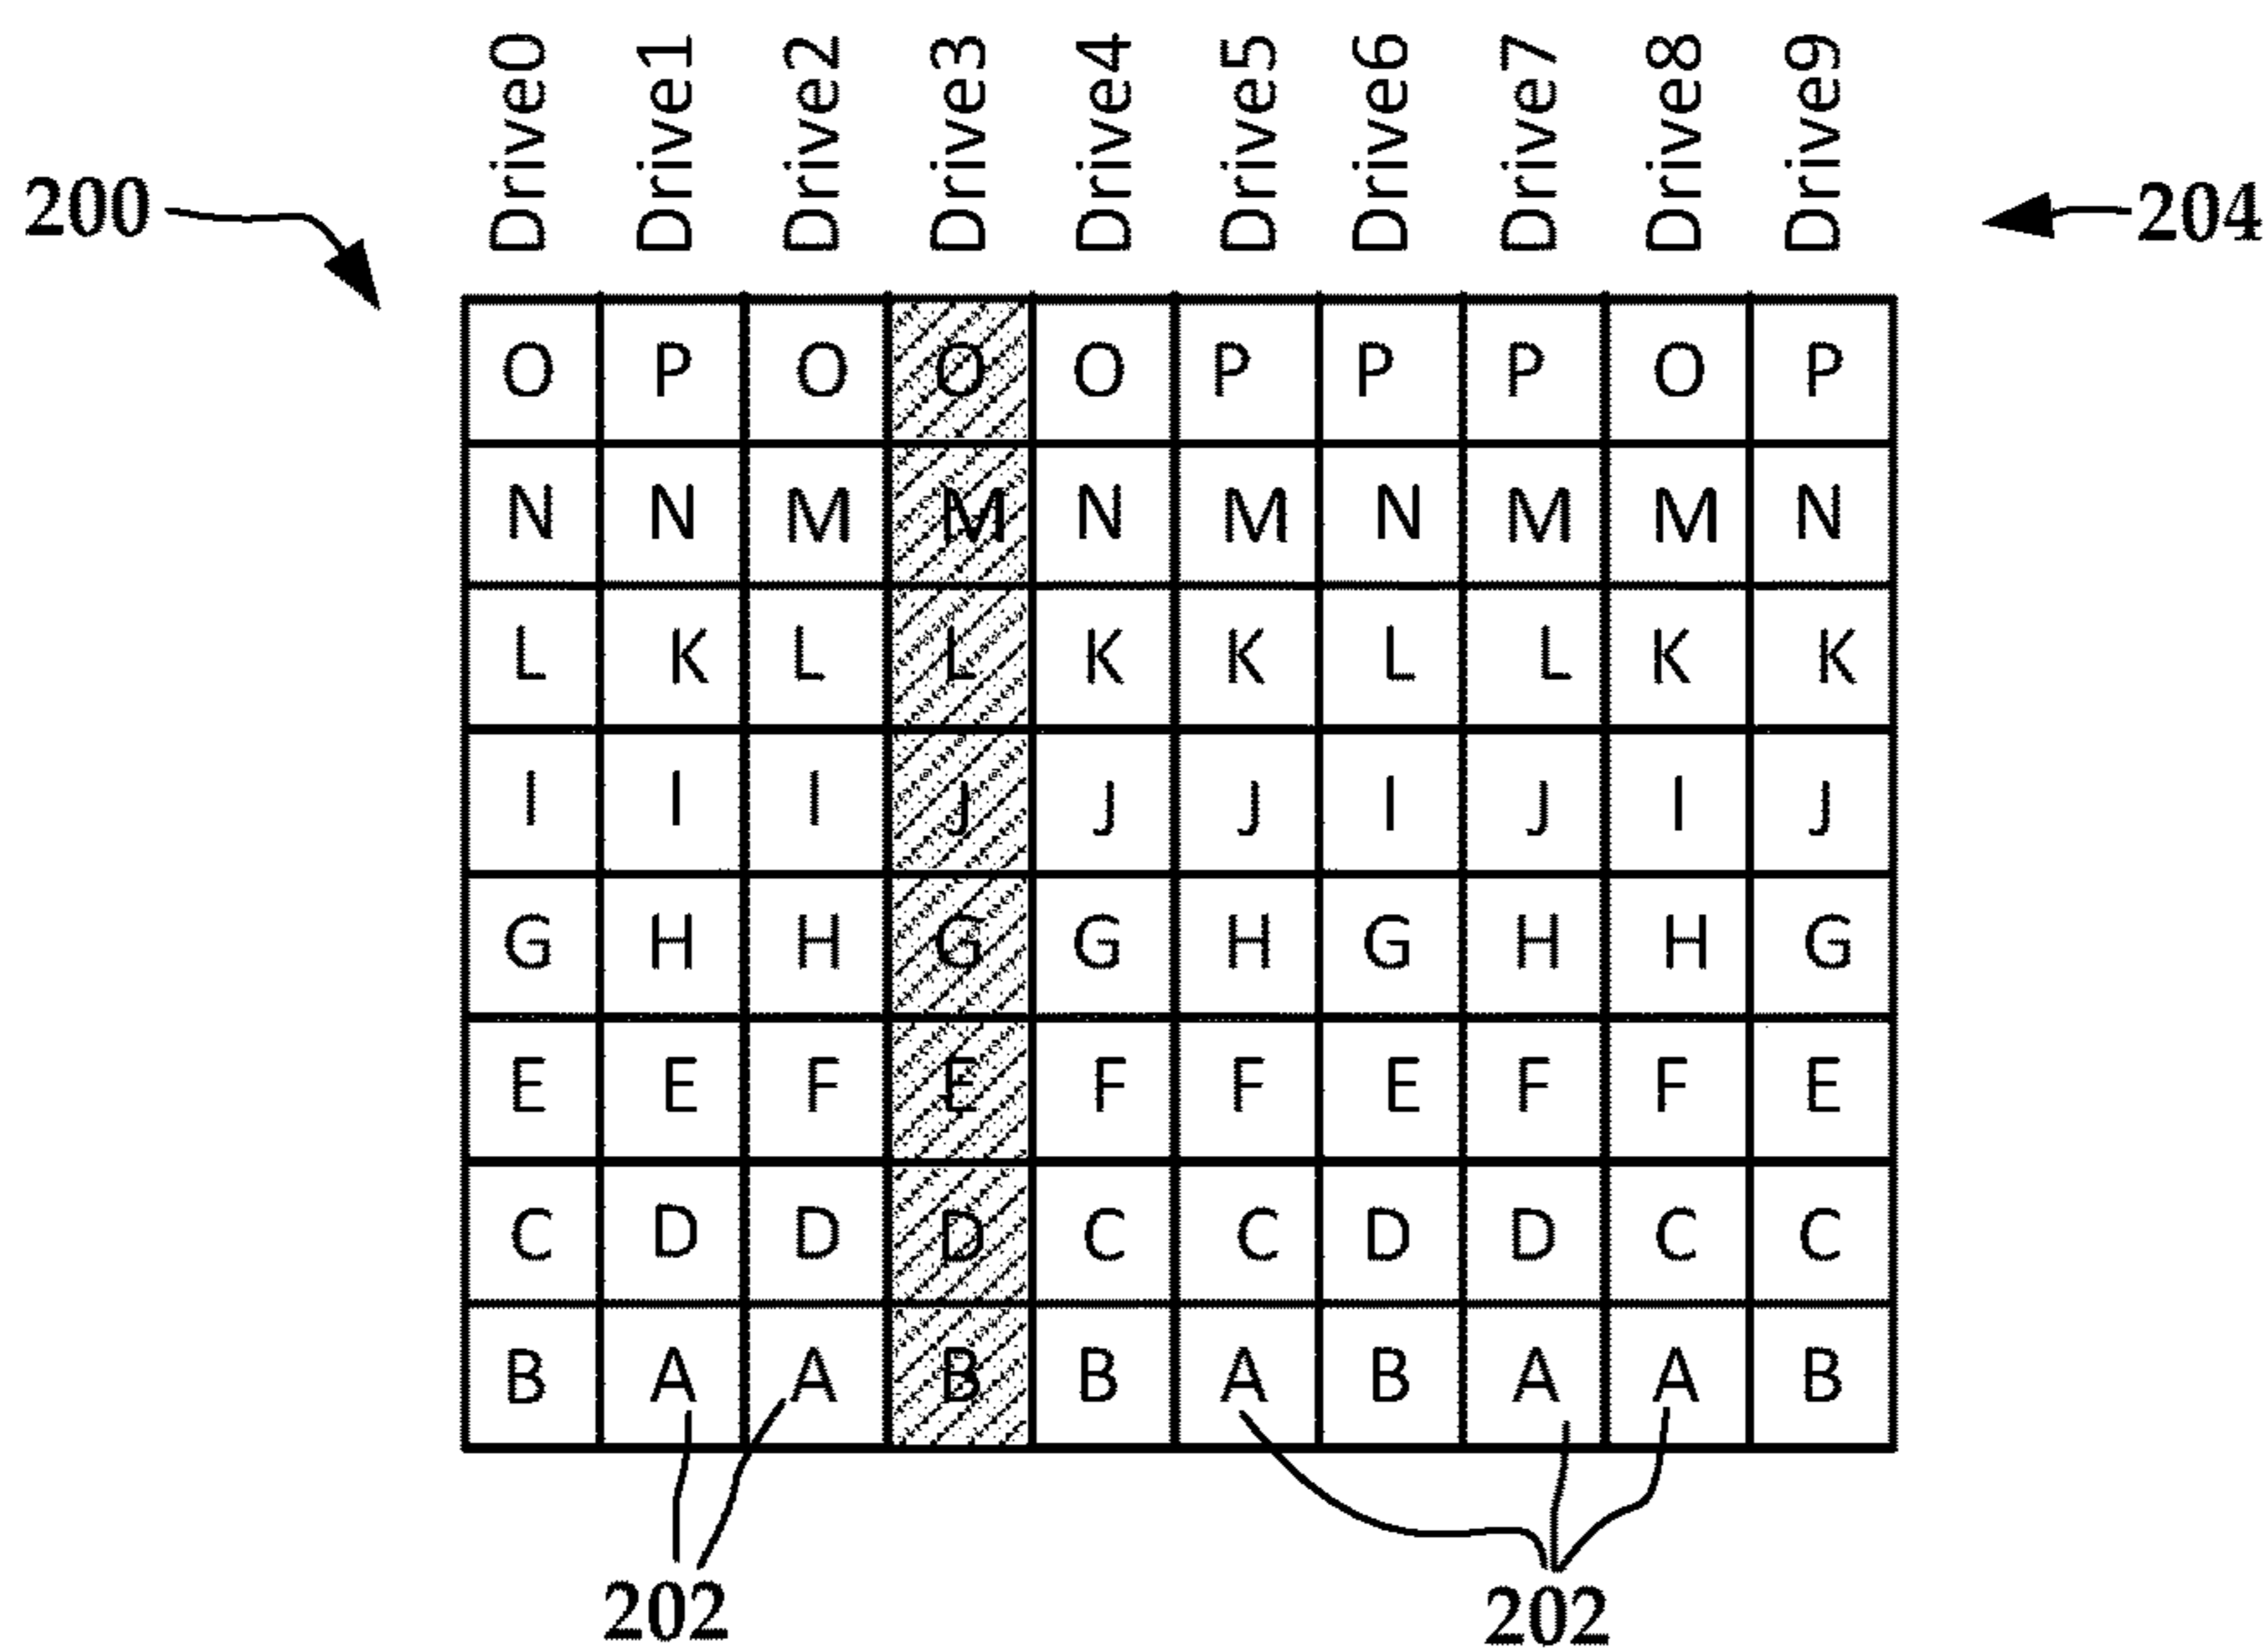 Drive0 Drive1 Drive2 Drive3 Drive4 Drive5 Drive6 Drive7 Drive8 Drive9
200 204
O P O O O P P P O P
N N M M N M N M M N
L K L L K K L L K K
I I I J J J I J I J
G H H G G H G H H G
E E F E F F E F F E
C D D D C C D D C C
B A A B B A B A A B
202 202